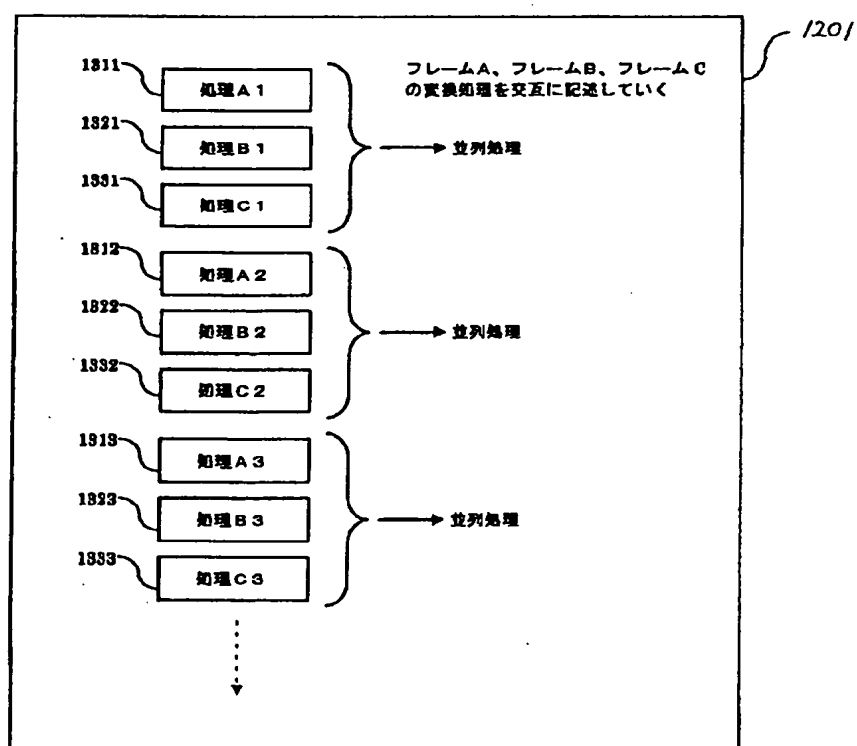 1201
フレームA、フレームB、フレームC
の変換処理を交互に記述していく
1311
処理A1
1321
処理B1
並列処理
1331
処理C1
1312
処理A2
1322
処理B2
並列処理
1332
処理C2
1313
処理A3
1323
処理B3
並列処理
1333
処理C3